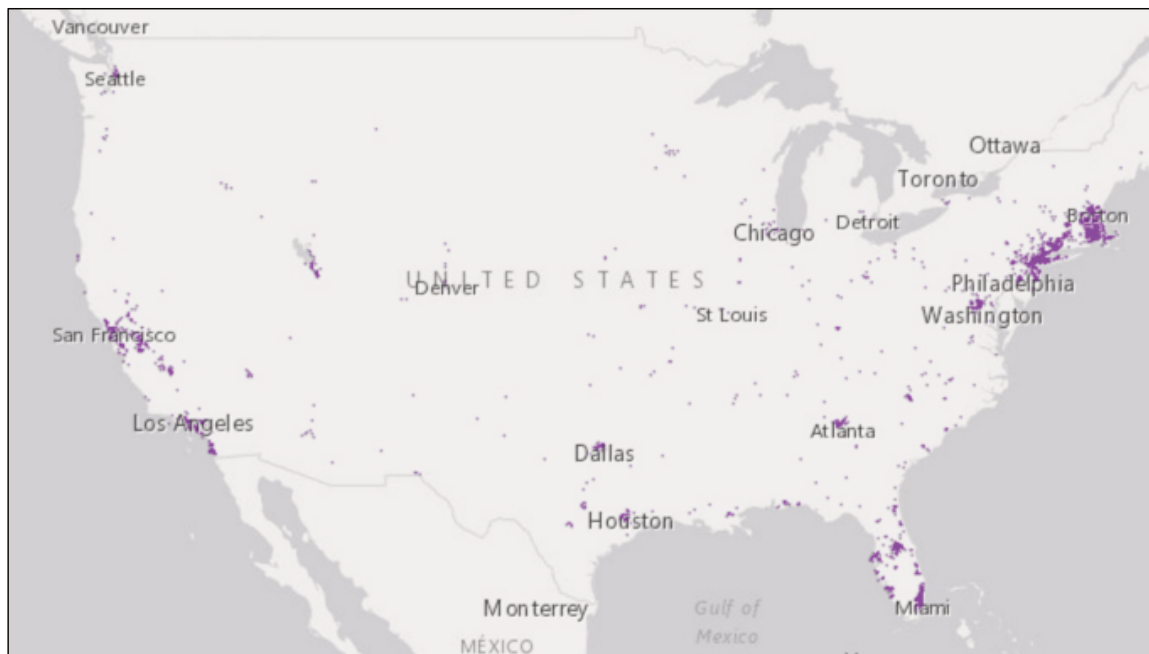 Vancouver
Seattle
Ottawa
Toronto
Boston
Detroit
Chicago
UNITED STATES
Denver
Philadelphia
St Louis
Washington
San Francisco
Los Angeles
Atlanta
Dallas
Houston
Monterrey
Miami
Gulf of
Mexico
MÉXICO